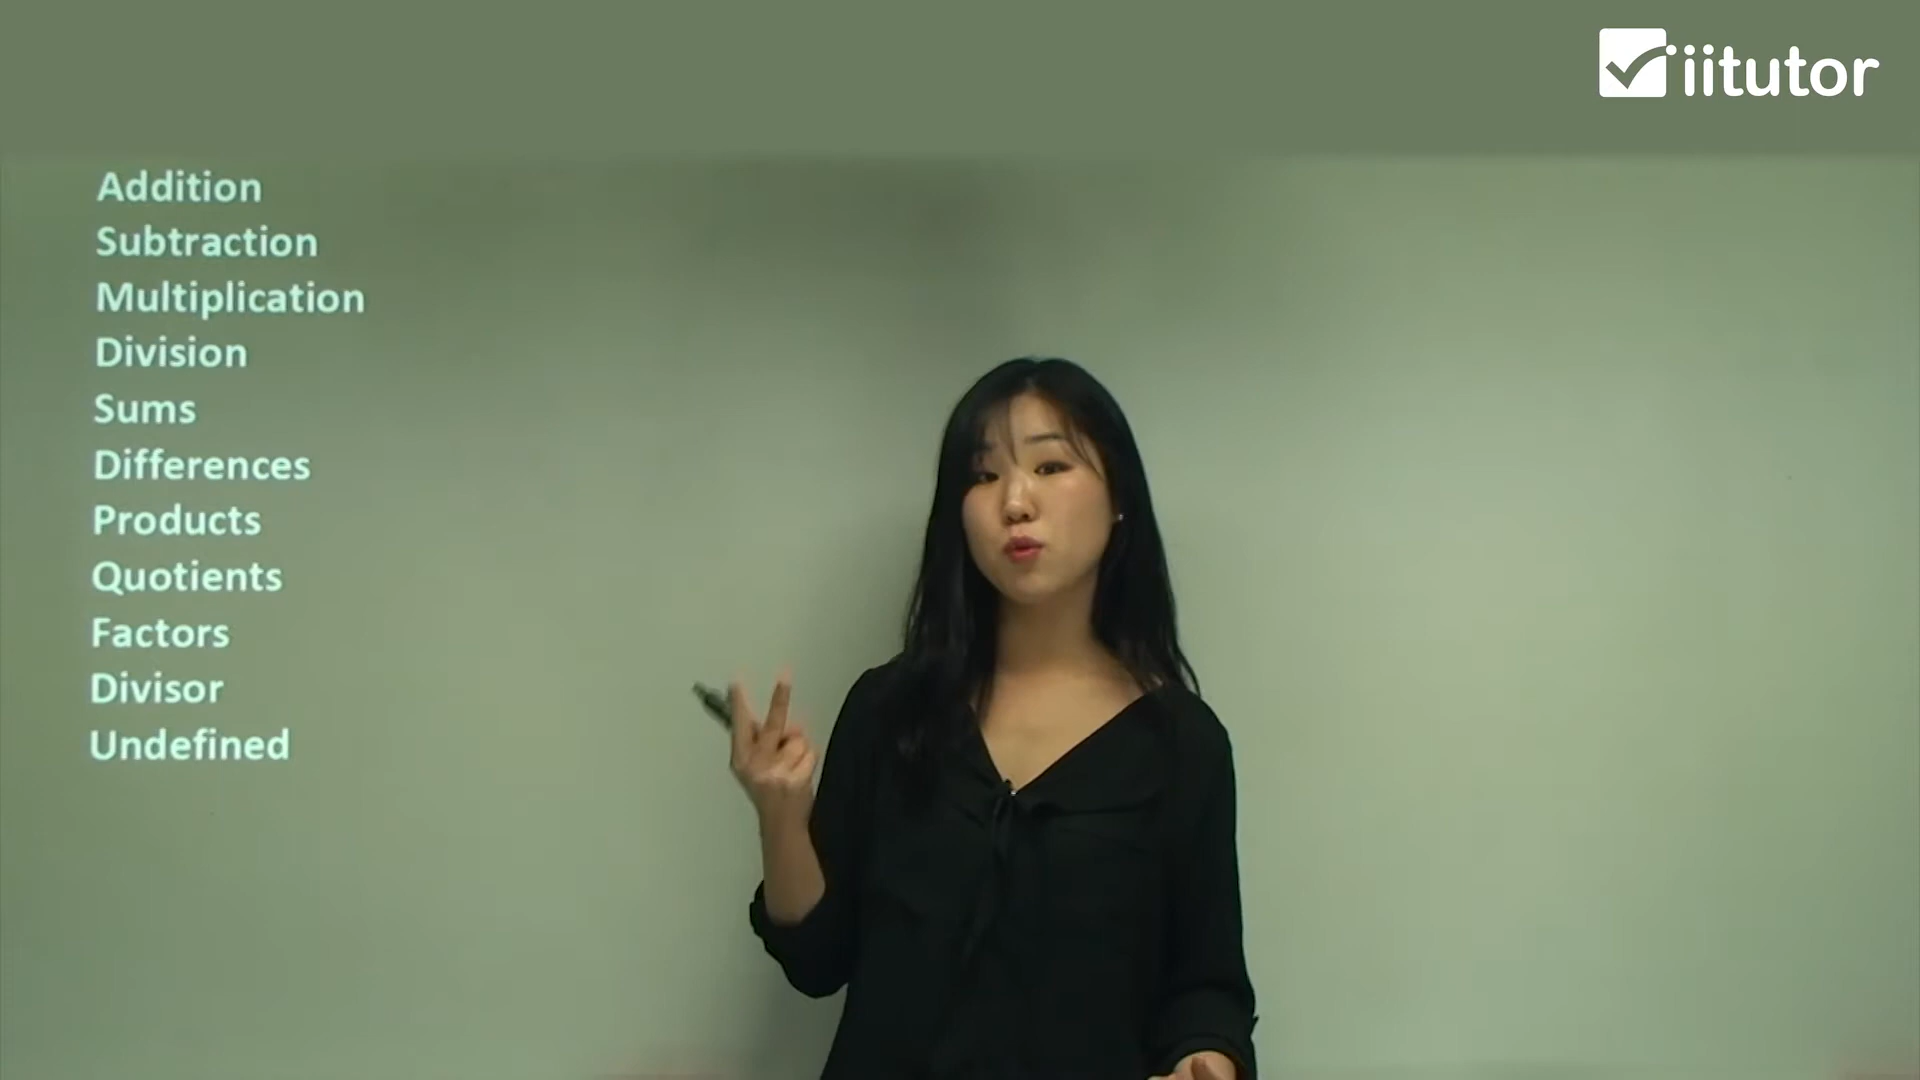 iitutor
Addition
Subtraction
Multiplication
Division
Sums
Differences
Products
Quotients
Factors
Divisor
Undefined